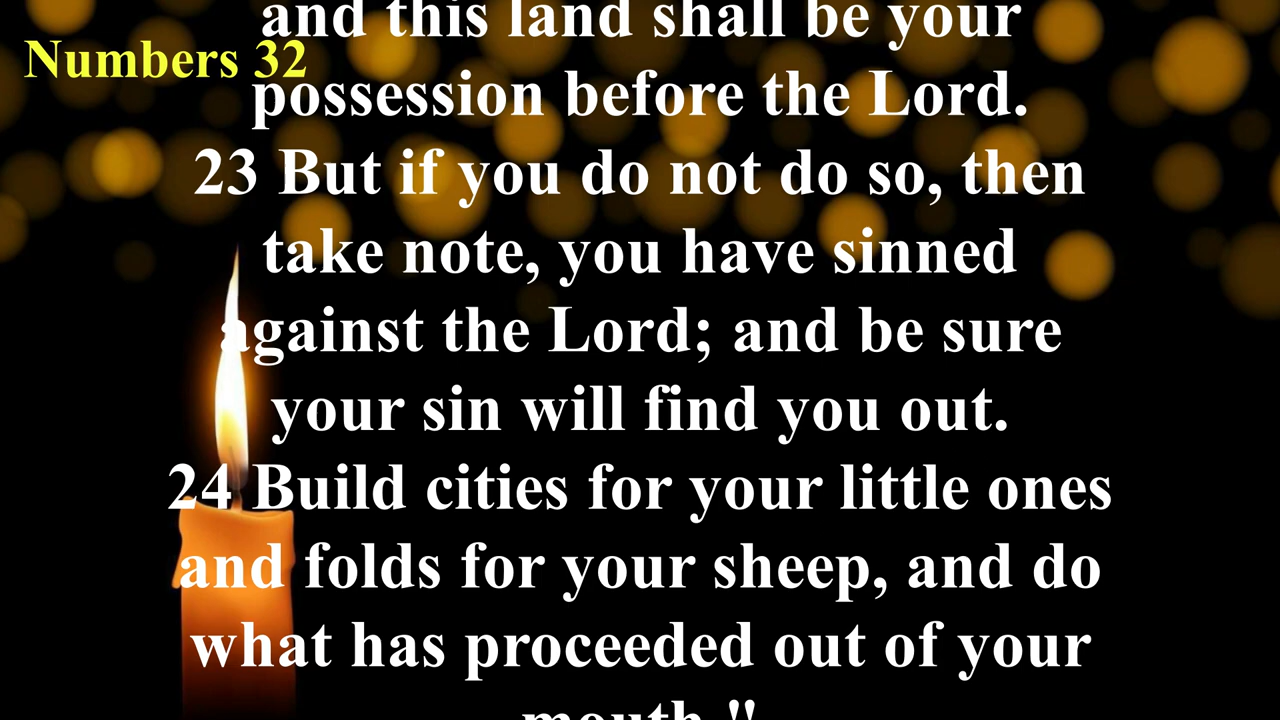 and this land shall be your
Numbers 32
possession before the Lord.
23 But if you do not do so, then
take note, you have sinned
against the Lord; and be sure
your sin will find you out.
24 Build cities for your little ones
and folds for your sheep, and do
what has proceeded out of your
mouth."